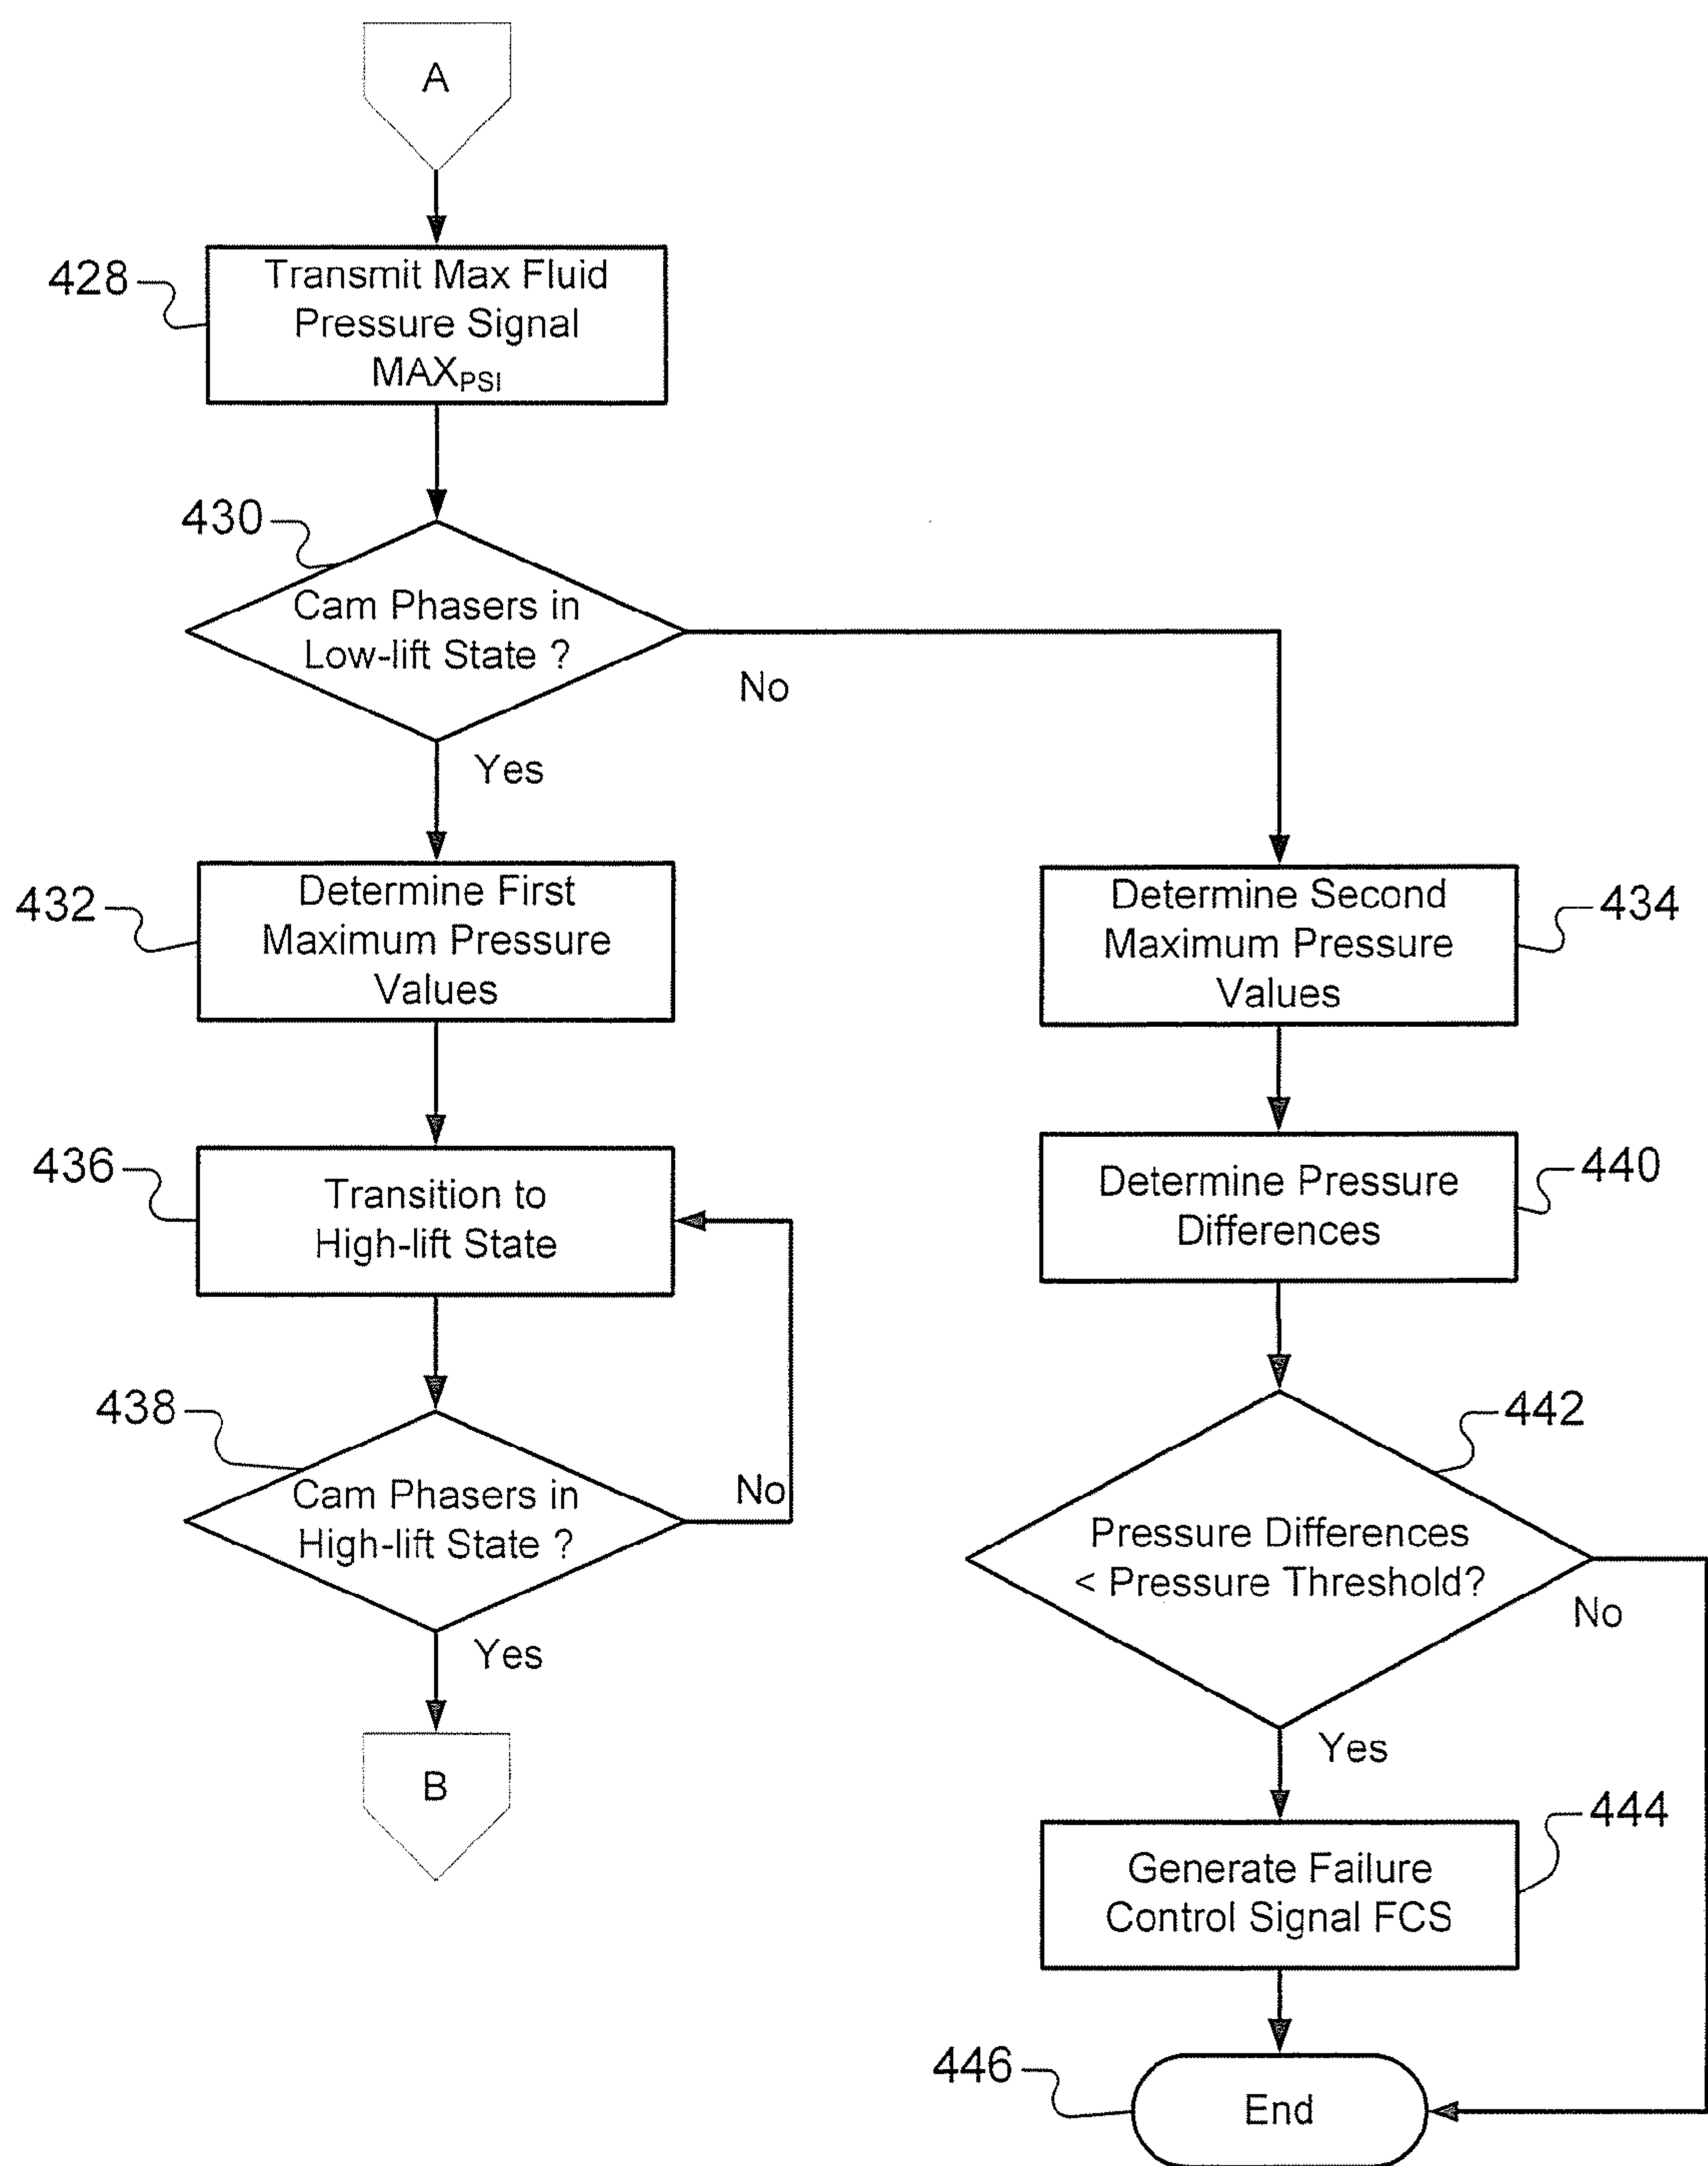 A
428
Transmit Max Fluid
Pressure Signal
MAXPSI
430
Cam Phasers in
Low-lift State ?
No
Yes
432
Determine First
Maximum Pressure
Values
Determine Second
Maximum Pressure
Values
434
436
Transition to
High-lift State
Determine Pressure
Differences
440
438
Cam Phasers in
High-lift State ?
No
Yes
B
442
Pressure Differences
< Pressure Threshold?
No
Yes
444
Generate Failure
Control Signal FCS
446
End